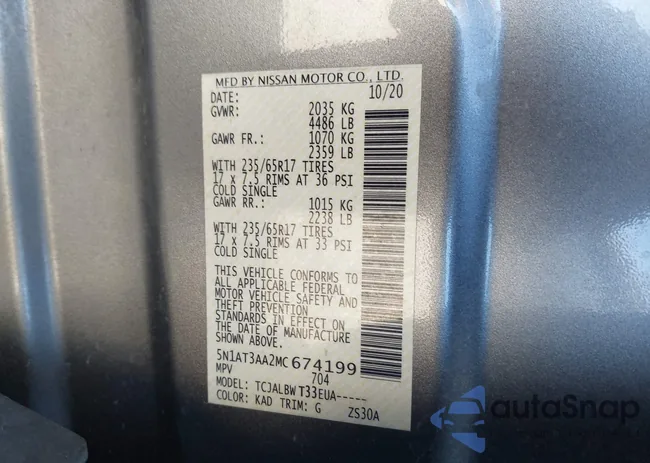 MFD BY NISSAN MOTOR CO., LTD.
DATE: 10/20
GVWR: 2035 KG
4486 LB
GAWR FR.: 1070 KG
2359 LB
WITH 235/65R17 TIRES
17 x 7.5 RIMS AT 36 PSI
COLD SINGLE
GAWR RR.: 1015 KG
2238 LB
WITH 235/65R17 TIRES
17 x 7.5 RIMS AT 33 PSI
COLD SINGLE
THIS VEHICLE CONFORMS TO
ALL APPLICABLE FEDERAL
MOTOR VEHICLE SAFETY AND
THEFT PREVENTION
STANDARDS IN EFFECT ON
THE DATE OF MANUFACTURE
SHOWN ABOVE.
5N1AT3AA2MC674199
MPV 704
MODEL: TCJALBWT33EUA-----
COLOR: KAD TRIM: G ZS30A
autoSnap